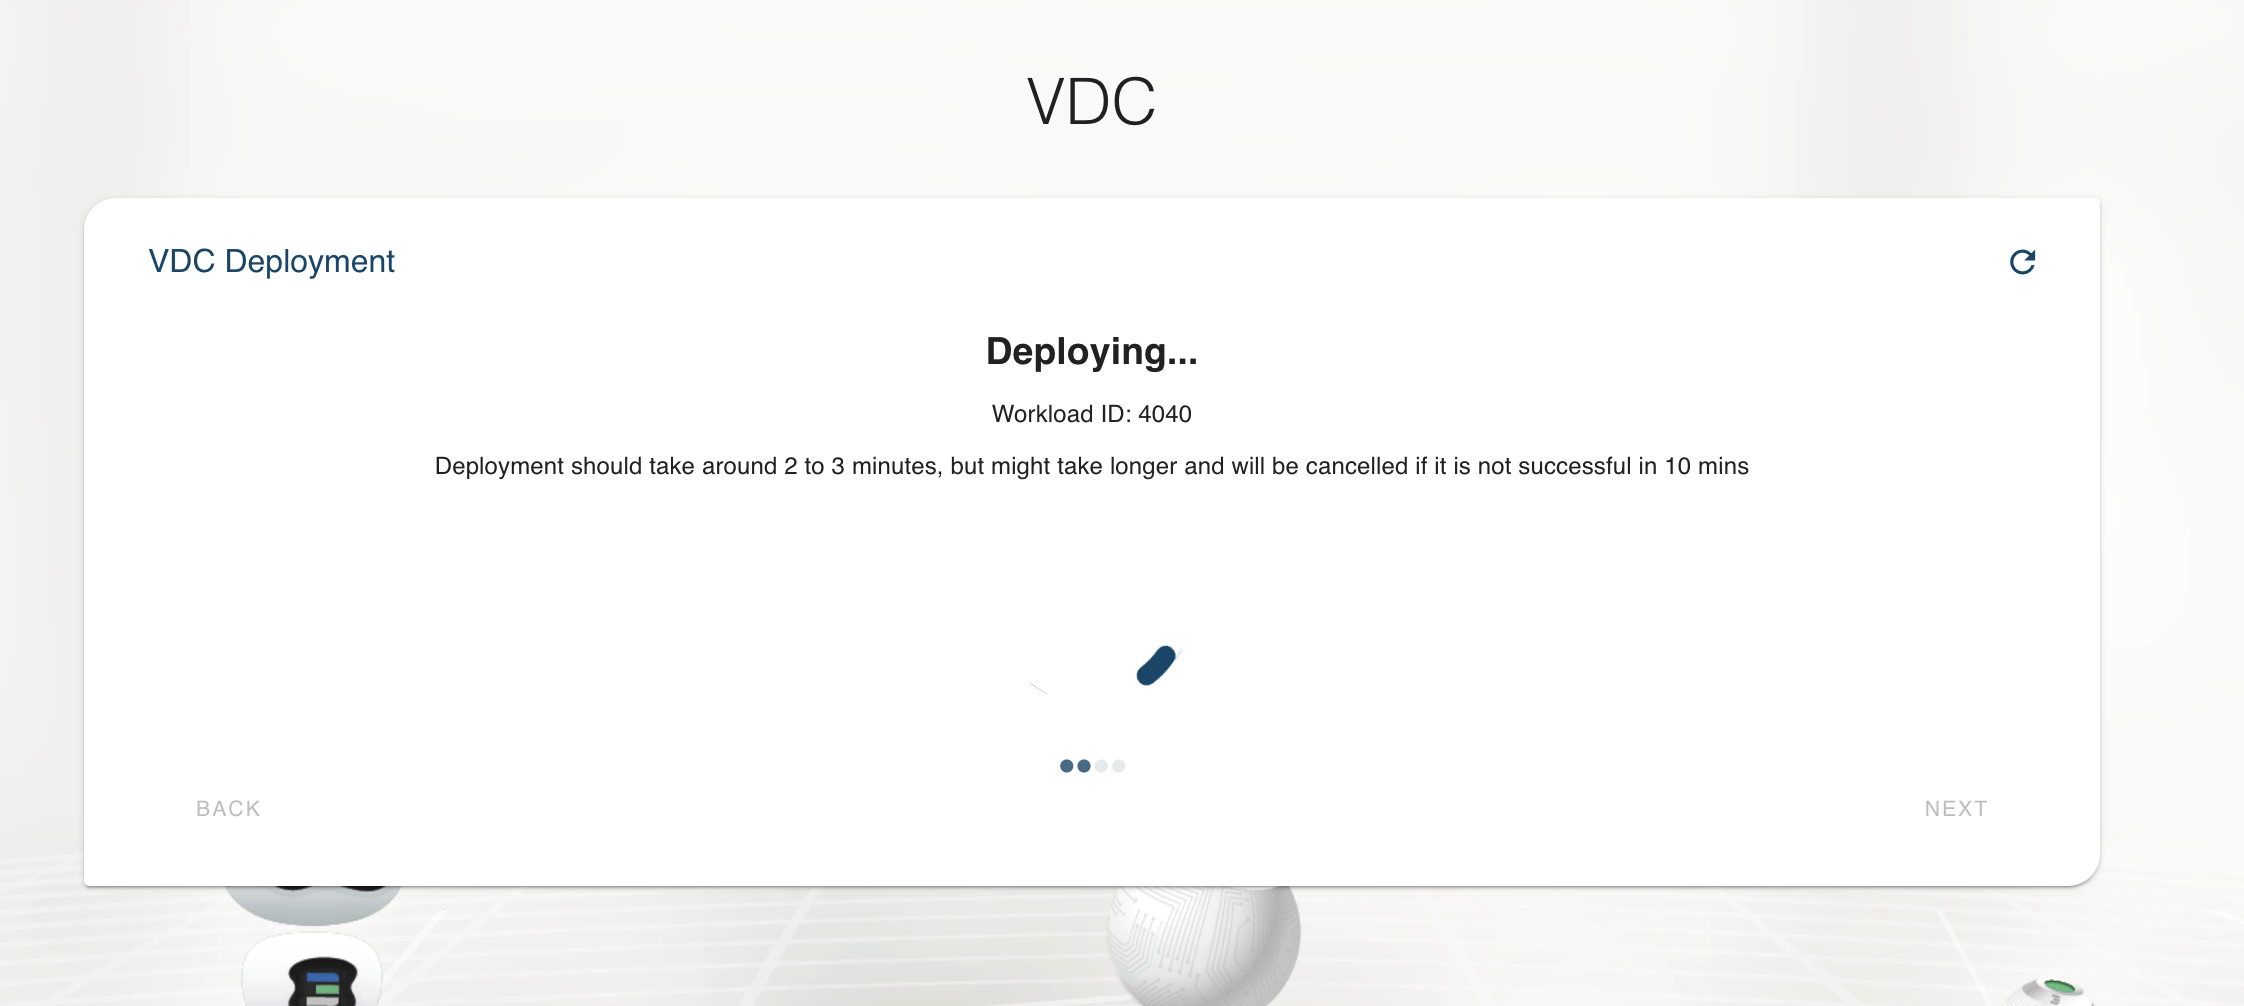 VDC
VDC Deployment
Deploying...
Workload ID: 4040
Deployment should take around 2 to 3 minutes, but might take longer and will be cancelled if it is not successful in 10 mins
BACK
NEXT